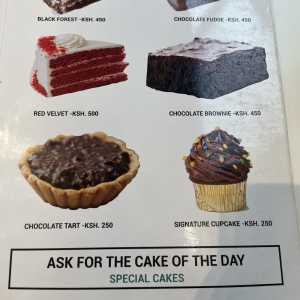 BLACK FOREST -KSH. 450
CHOCOLATE FUDGE -KSH. 450
RED VELVET -KSH. 500
CHOCOLATE BROWNIE -KSH. 450
CHOCOLATE TART -KSH. 250
SIGNATURE CUPCAKE -KSH. 250
ASK FOR THE CAKE OF THE DAY
SPECIAL CAKES